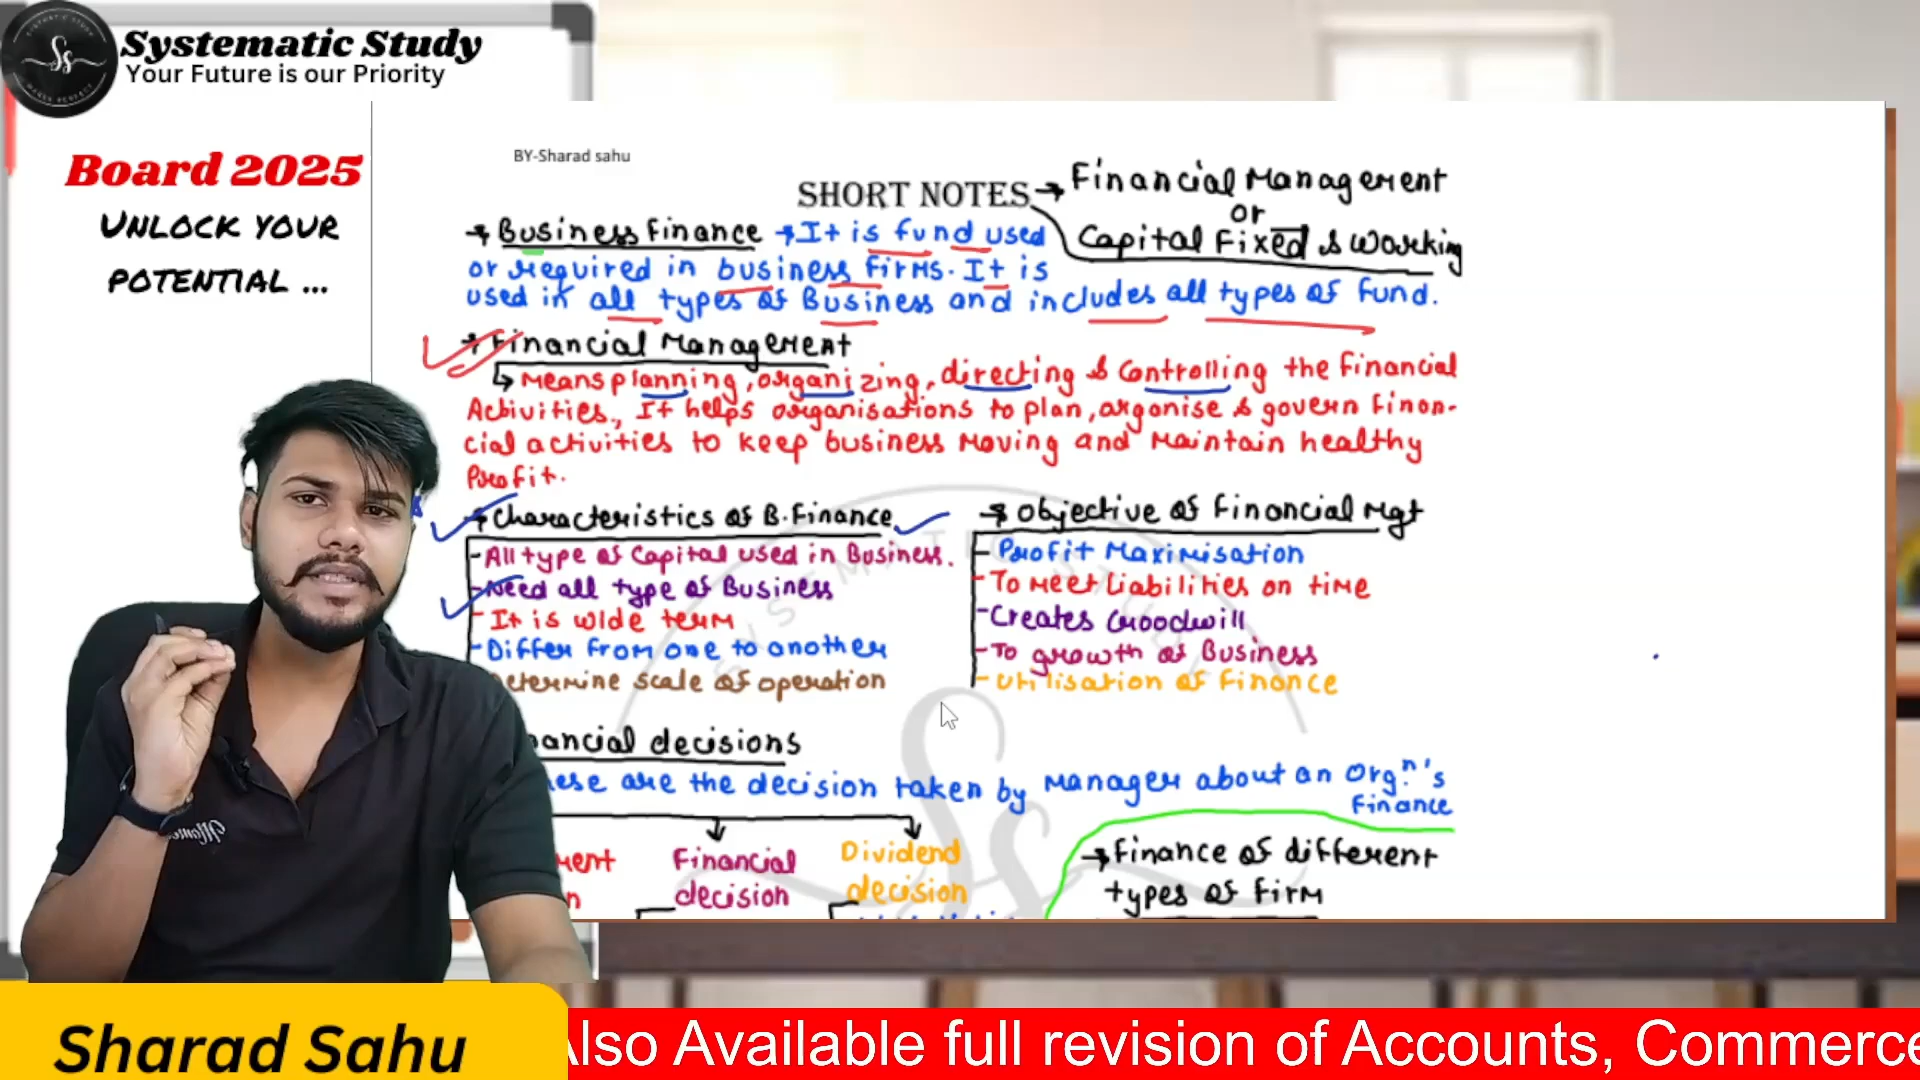 Systematic Study
Your Future is our Priority
Board 2025
UNLOCK YOUR
POTENTIAL ...
BY-Sharad sahu
SHORT NOTES → Financial Management
or
Capital Fixed & Working
→ Business Finance → It is fund used
or required in business firms. It is
used in all types of Business and includes all types of fund.
→ Financial Management
↳ Means planning, organizing, directing & Controlling the Financial
Activities., It helps organisations to plan, organise & govern finan-
cial activities to keep business Moving and Maintain healthy
Profit.
→ Characteristics of B. Finance
- All type of Capital used in Business.
- Need all type of Business
- It is wide term
- Differ from one to another
etermine scale of operation
→ Objective of Financial Mgt
- Profit Maximisation
- To Meet Liabilities on time
- Creates Goodwill
- To growth of Business
- Utilisation of Finance
nancial decisions
ese are the decision taken by Manager about an Orgⁿ's
Finance
Financial
decision
Dividend
decision
→ Finance of different
types of Firm
Sharad Sahu
Also Available full revision of Accounts, Commerce